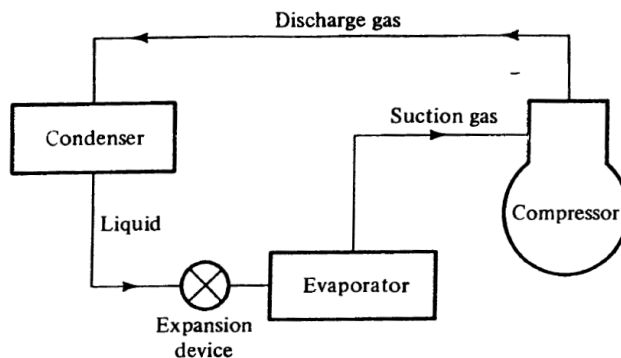 Discharge gas
Condenser
Suction gas
Compressor
Liquid
Evaporator
Expansion
device